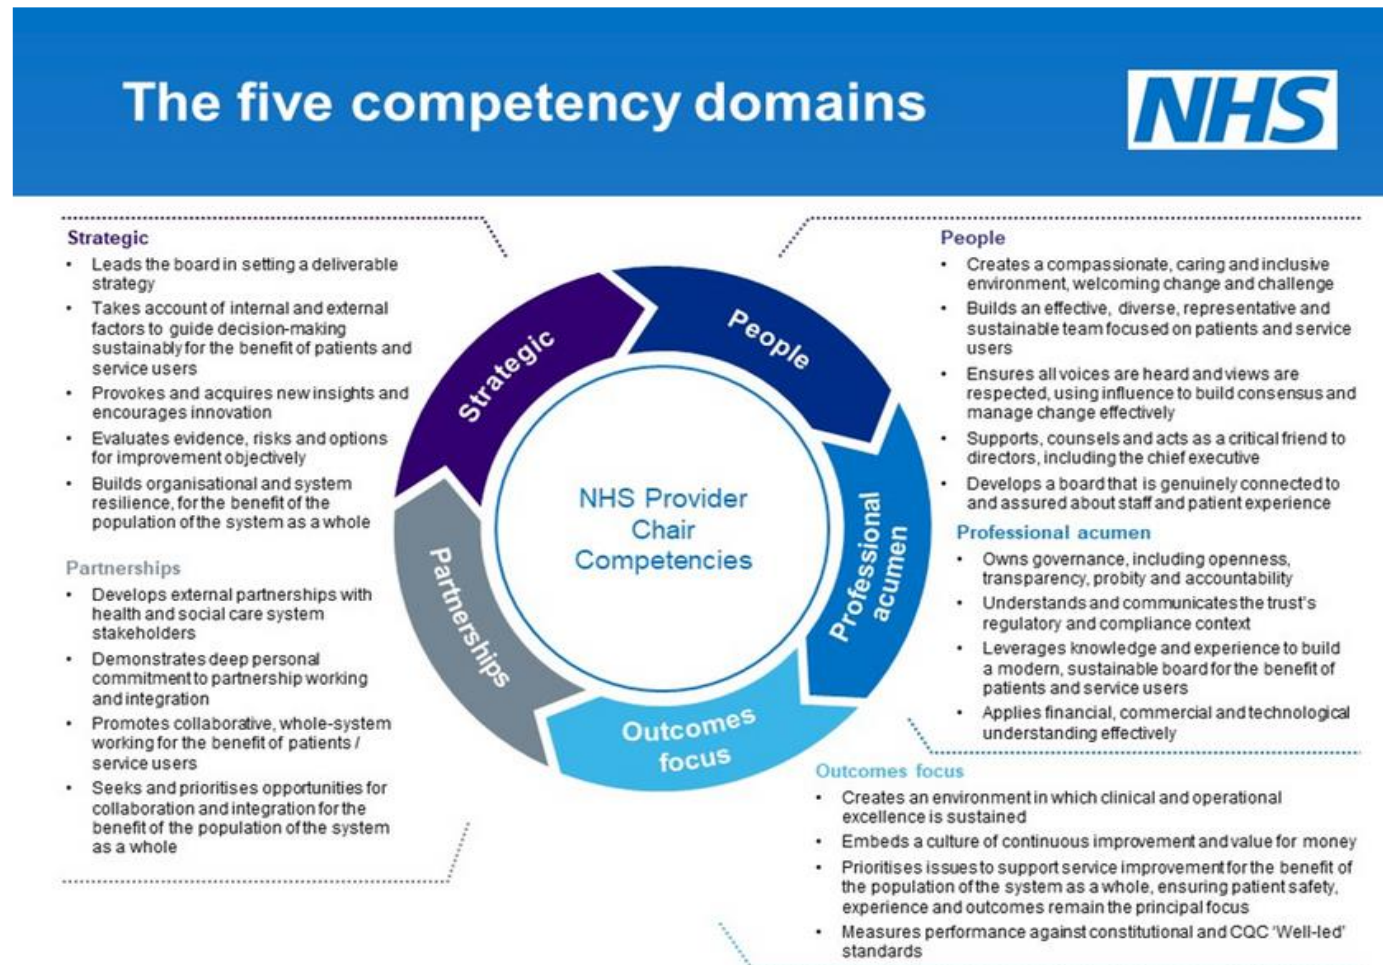 The five competency domains
NHS
Strategic
• Leads the board in setting a deliverable
strategy
• Takes account of internal and external
factors to guide decision-making
sustainably for the benefit of patients and
service users
• Provokes and acquires new insights and
encourages innovation
• Evaluates evidence, risks and options
for improvement objectively
• Builds organisational and system
resilience, for the benefit of the
population of the system as a whole
Partnerships
• Develops external partnerships with
health and social care system
stakeholders
• Demonstrates deep personal
commitment to partnership working
and integration
• Promotes collaborative, whole-system
working for the benefit of patients /
service users
• Seeks and prioritises opportunities for
collaboration and integration for the
benefit of the population of the system
as a whole
Strategic
People
Professional
acumen
Outcomes
focus
Partnerships
NHS Provider
Chair
Competencies
People
• Creates a compassionate, caring and inclusive
environment, welcoming change and challenge
• Builds an effective, diverse, representative and
sustainable team focused on patients and service
users
• Ensures all voices are heard and views are
respected, using influence to build consensus and
manage change effectively
• Supports, counsels and acts as a critical friend to
directors, including the chief executive
• Develops a board that is genuinely connected to
and assured about staff and patient experience
Professional acumen
• Owns governance, including openness,
transparency, probity and accountability
• Understands and communicates the trust's
regulatory and compliance context
• Leverages knowledge and experience to build
a modern, sustainable board for the benefit of
patients and service users
• Applies financial, commercial and technological
understanding effectively
Outcomes focus
• Creates an environment in which clinical and operational
excellence is sustained
• Embeds a culture of continuous improvement and value for money
• Prioritises issues to support service improvement for the benefit of
the population of the system as a whole, ensuring patient safety,
experience and outcomes remain the principal focus
• Measures performance against constitutional and CQC 'Well-led'
standards